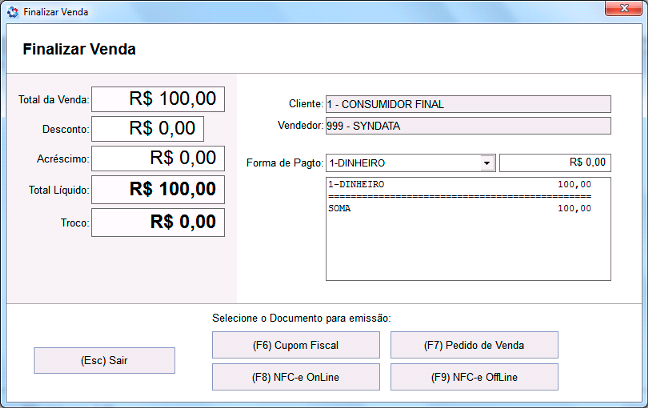 Finalizar Venda
Finalizar Venda
Total da Venda: R$ 100,00
Desconto: R$ 0,00
Acréscimo: R$ 0,00
Total Líquido: R$ 100,00
Troco: R$ 0,00
Cliente: 1 - CONSUMIDOR FINAL
Vendedor: 999 - SYNDATA
Forma de Pagto: 1-DINHEIRO R$ 0,00
1-DINHEIRO 100,00
==============================================
SOMA 100,00
Selecione o Documento para emissão:
(Esc) Sair
(F6) Cupom Fiscal (F7) Pedido de Venda
(F8) NFC-e OnLine (F9) NFC-e OffLine